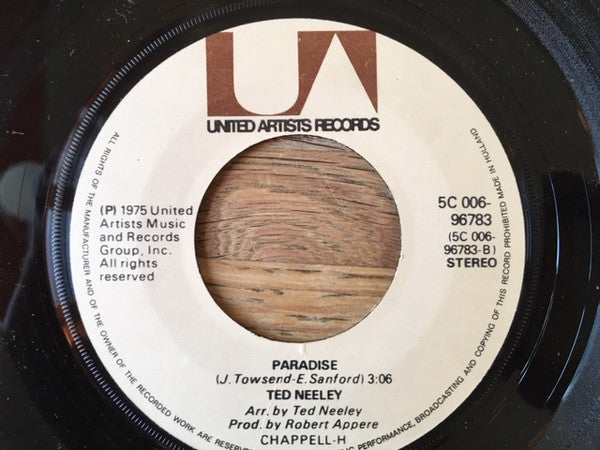 UA
UNITED ARTISTS RECORDS
(P) 1975 United
Artists Music
and Records
Group, Inc.
All rights
reserved
5C 006-
96783
(5C 006-
96783-B)
STEREO
PARADISE
(J. Towsend-E. Sanford) 3:06
TED NEELEY
Arr. by Ted Neeley
Prod. by Robert Appere
CHAPPELL-H
ALL RIGHTS OF THE MANUFACTURER AND OF THE OWNER OF THE RECORDED WORK ARE RESERVED
PERFORMANCE, BROADCASTING AND COPYING OF THIS RECORD PROHIBITED MADE IN HOLLAND